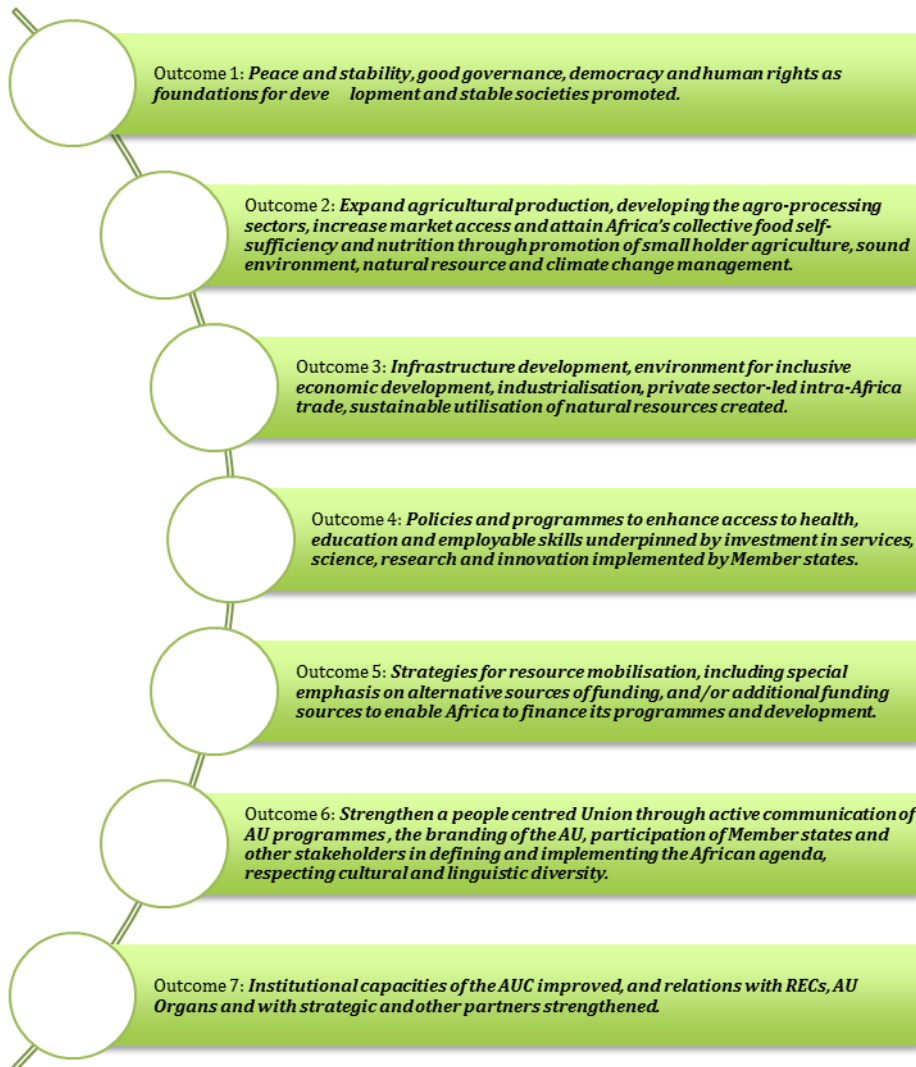 Outcome 1: Peace and stability, good governance, democracy and human rights as
foundations for deve lopment and stable societies promoted.
Outcome 2: Expand agricultural production, developing the agro-processing
sectors, increase market access and attain Africa's collective food self-
sufficiency and nutrition through promotion of small holder agriculture, sound
environment, natural resource and climate change management.
Outcome 3: Infrastructure development, environment for inclusive
economic development, industrialisation, private sector-led intra-Africa
trade, sustainable utilisation of natural resources created.
Outcome 4: Policies and programmes to enhance access to health,
education and employable skills underpinned by investment in services,
science, research and innovation implemented by Member states.
Outcome 5: Strategies for resource mobilisation, including special
emphasis on alternative sources of funding, and/or additional funding
sources to enable Africa to finance its programmes and development.
Outcome 6: Strengthen a people centred Union through active communication of
AU programmes , the branding of the AU, participation of Member states and
other stakeholders in defining and implementing the African agenda,
respecting cultural and linguistic diversity.
Outcome 7: Institutional capacities of the AUC improved, and relations with RECs, AU
Organs and with strategic and other partners strengthened.